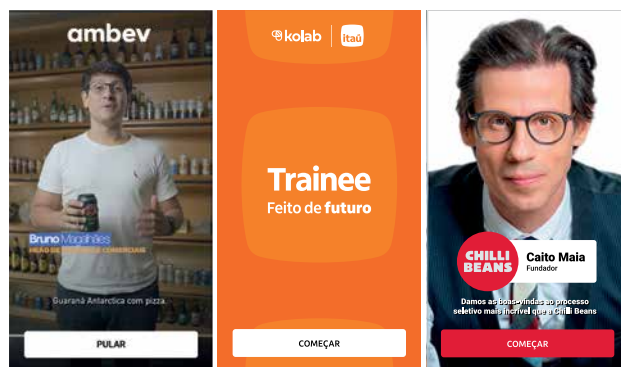 ambev
Bruno Magalhães
Guaraná Antarctica com pizza.
PULAR
kolab
itaú
Trainee
Feito de futuro
COMEÇAR
CHILLI
BEANS
Caito Maia
Fundador
Damos as boas-vindas ao processo
seletivo mais incrível que a Chilli Beans
COMEÇAR